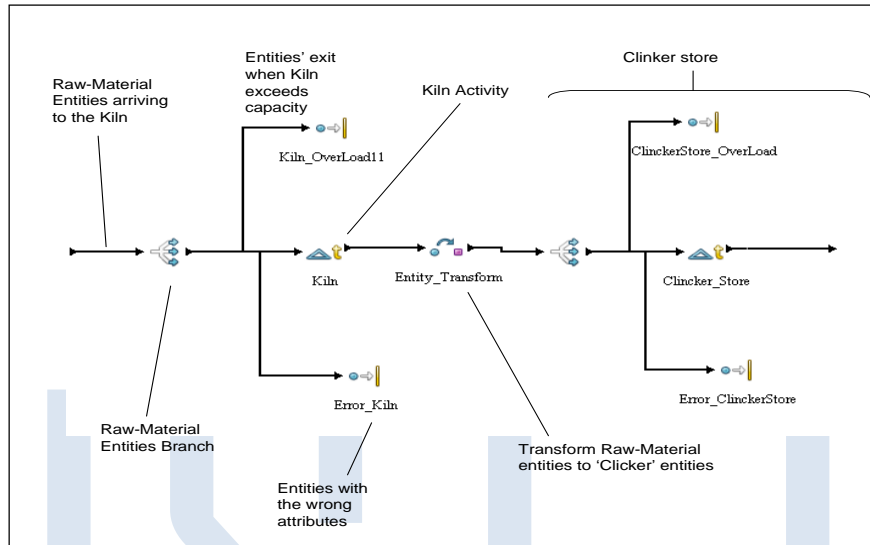 Raw-Material
Entities arriving
to the Kiln
Entities’ exit
when Kiln
exceeds
capacity
Kiln Activity
Clinker store
Kiln_OverLoad11
ClinckerStore_OverLoad
Kiln
Entity_Transform
Clincker_Store
Error_Kiln
Error_ClinckerStore
Raw-Material
Entities Branch
Transform Raw-Material
entities to ‘Clicker’ entities
Entities with
the wrong
attributes